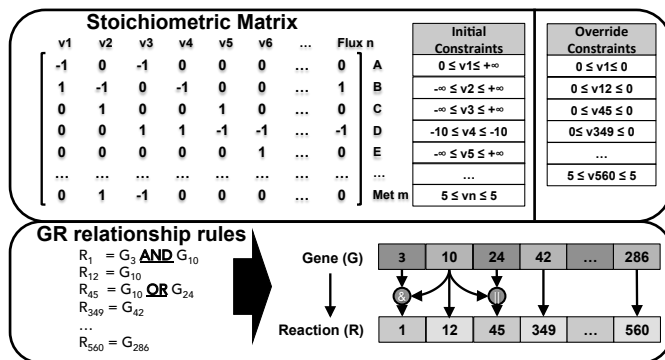 Stoichiometric Matrix
v1 v2 v3 v4 v5 v6 ... Flux n
-1 0 -1 0 0 0 ... 0 A
1 -1 0 -1 0 0 ... 1 B
0 1 0 0 1 0 ... 0 C
0 0 1 1 -1 -1 ... -1 D
0 0 0 0 0 1 ... 0 E
... ... ... ... ... ... ... ... ...
0 1 -1 0 0 0 ... 0 Met m
Initial
Constraints
0 ≤ v1≤ +∞
-∞ ≤ v2 ≤ +∞
-∞ ≤ v3 ≤ +∞
-10 ≤ v4 ≤ -10
-∞ ≤ v5 ≤ +∞
...
5 ≤ vn ≤ 5
Override
Constraints
0 ≤ v1≤ 0
0 ≤ v12 ≤ 0
0 ≤ v45 ≤ 0
0≤ v349 ≤ 0
...
5 ≤ v560 ≤ 5
GR relationship rules
R1 = G3 AND G10
R12 = G10
R45 = G10 OR G24
R349 = G42
...
R560 = G286
Gene (G) 3 10 24 42 ... 286
& ||
Reaction (R) 1 12 45 349 ... 560